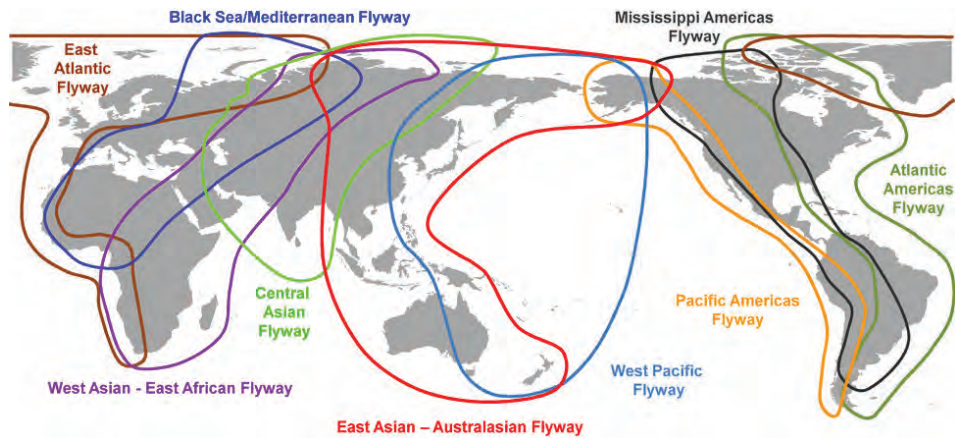 Black Sea/Mediterranean Flyway
Mississippi Americas
Flyway
East
Atlantic
Flyway
Atlantic
Americas
Flyway
Central
Asian
Flyway
Pacific Americas
Flyway
West Asian - East African Flyway
West Pacific
Flyway
East Asian – Australasian Flyway